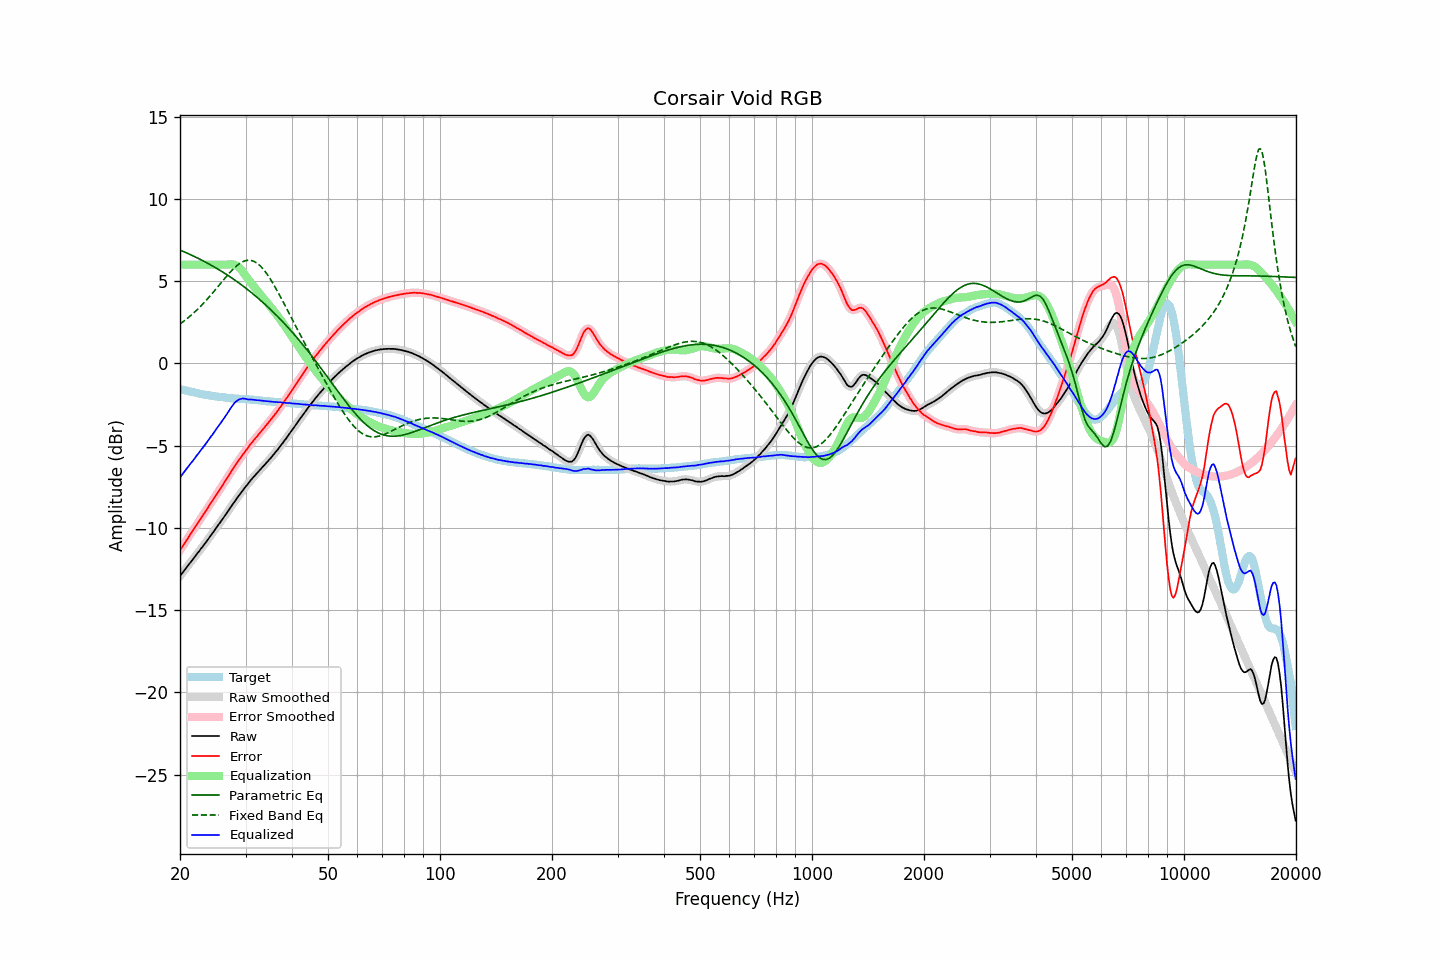 Corsair Void RGB
Amplitude (dBr)
15
10
5
0
−5
−10
−15
−20
−25
Target
Raw Smoothed
Error Smoothed
Raw
Error
Equalization
Parametric Eq
Fixed Band Eq
Equalized
20 50 100 200 500 1000 2000 5000 10000 20000
Frequency (Hz)